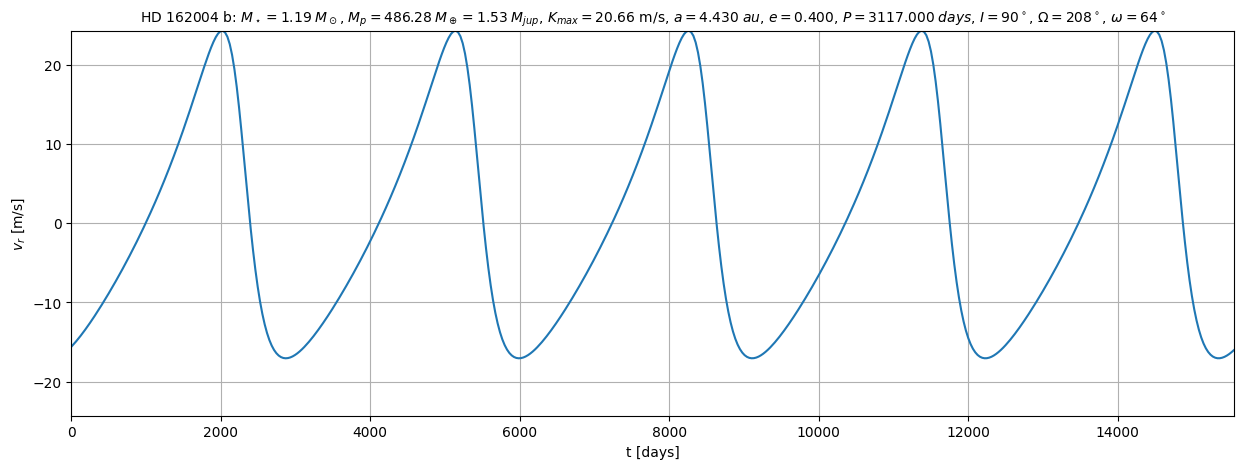 HD 162004 b: M⋆ = 1.19 M⊙, Mp = 486.28 M⊕ = 1.53 Mjup, Kmax = 20.66 m/s, a = 4.430 au, e = 0.400, P = 3117.000 days, I = 90°, Ω = 208°, ω = 64°
20
10
0
−10
−20
vr [m/s]
0 2000 4000 6000 8000 10000 12000 14000
t [days]